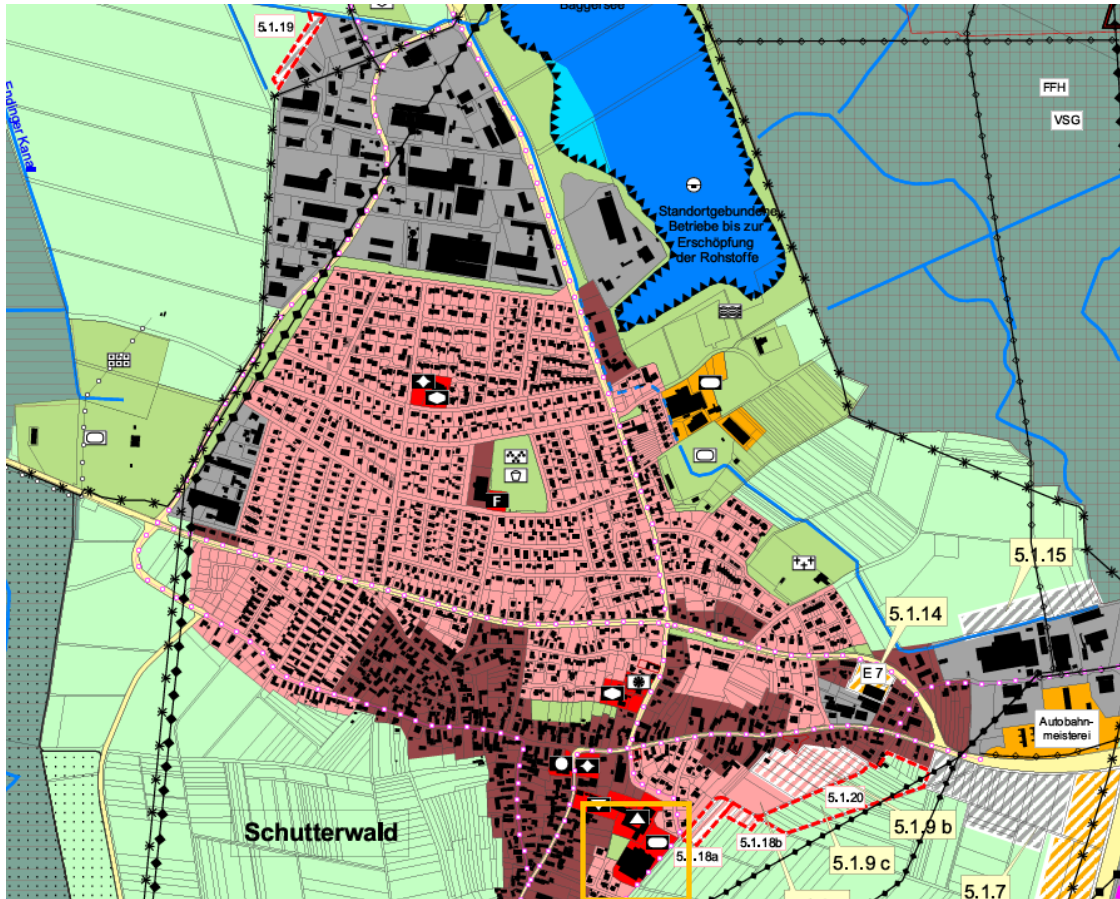 Baggersee
5.1.19
FFH
VSG
Endinger Kanal
Standortgebundene
Betriebe bis zur
Erschöpfung
der Rohstoffe
F
5.1.15
5.1.14
E 7
Autobahn-
meisterei
5.1.20
Schutterwald
5.1.9 b
5.1.18b
5.1.18a
5.1.9 c
5.1.7